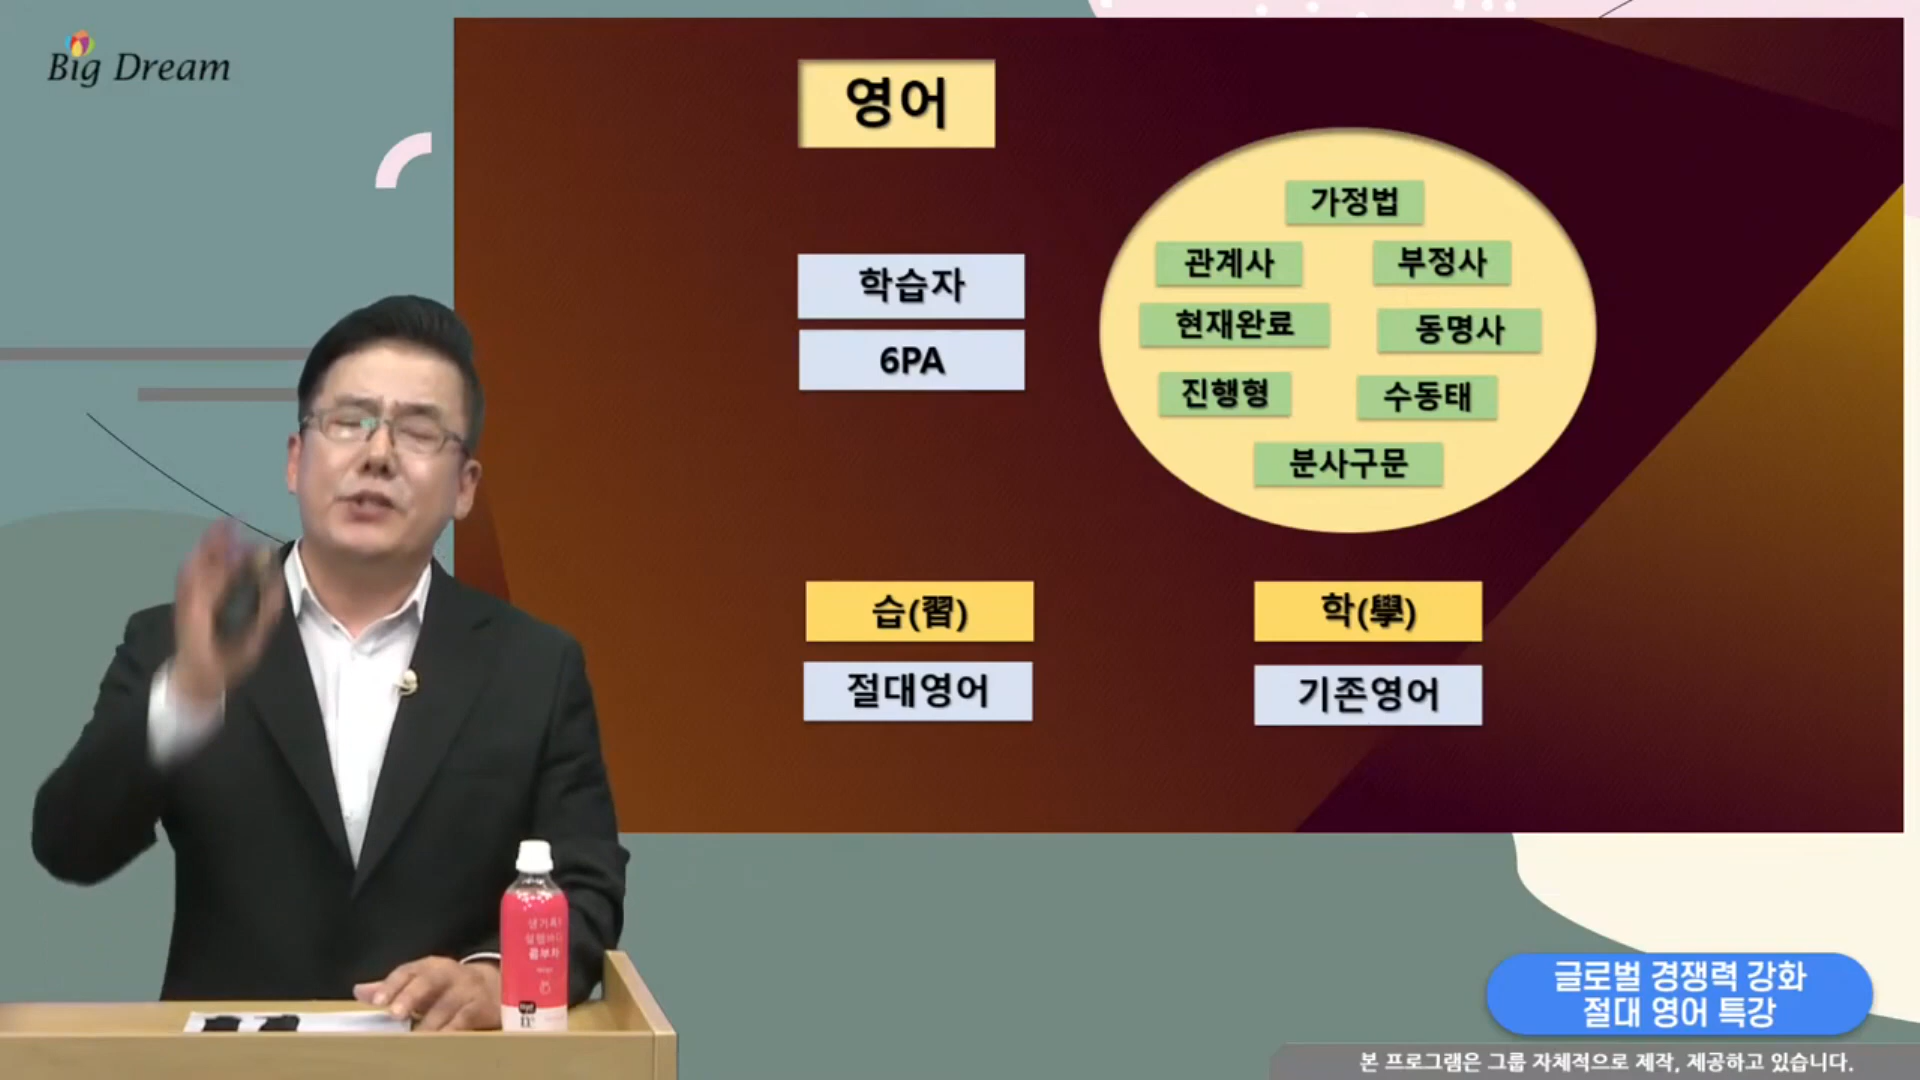 Big Dream
영어
가정법
관계사
부정사
현재완료
동명사
진행형
수동태
분사구문
학습자
6PA
습(習)
학(學)
절대영어
기존영어
콤부차
글로벌 경쟁력 강화
절대 영어 특강
본 프로그램은 그룹 자체적으로 제작, 제공하고 있습니다.